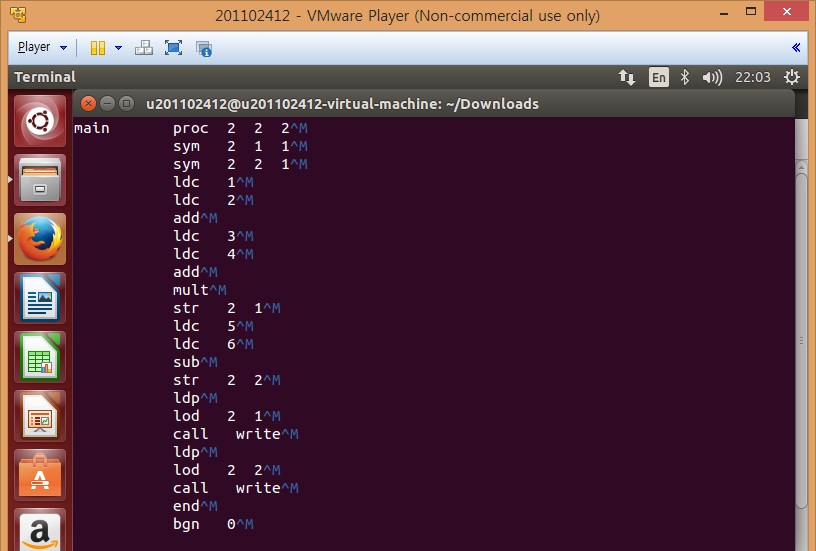 201102412 - VMware Player (Non-commercial use only)
Player
Terminal En 22:03
u201102412@u201102412-virtual-machine: ~/Downloads
main proc 2 2 2^M
sym 2 1 1^M
sym 2 2 1^M
ldc 1^M
ldc 2^M
add^M
ldc 3^M
ldc 4^M
add^M
mult^M
str 2 1^M
ldc 5^M
ldc 6^M
sub^M
str 2 2^M
ldp^M
lod 2 1^M
call write^M
ldp^M
lod 2 2^M
call write^M
end^M
bgn 0^M